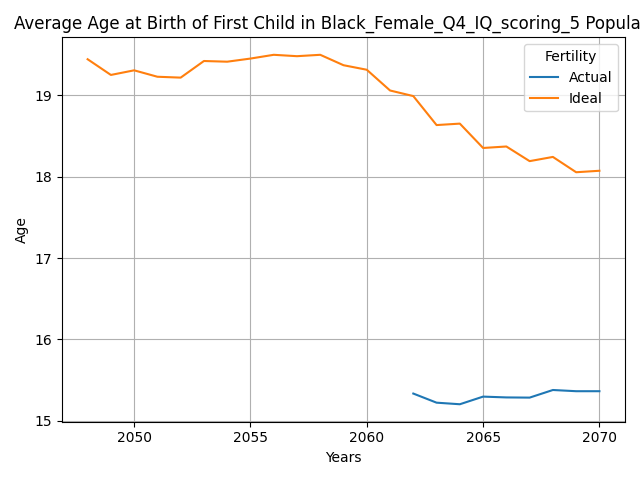 Average Age at Birth of First Child in Black_Female_Q4_IQ_scoring_5 Popula
Fertility
Actual
Ideal
Age
19
18
17
16
15
2050 2055 2060 2065 2070
Years